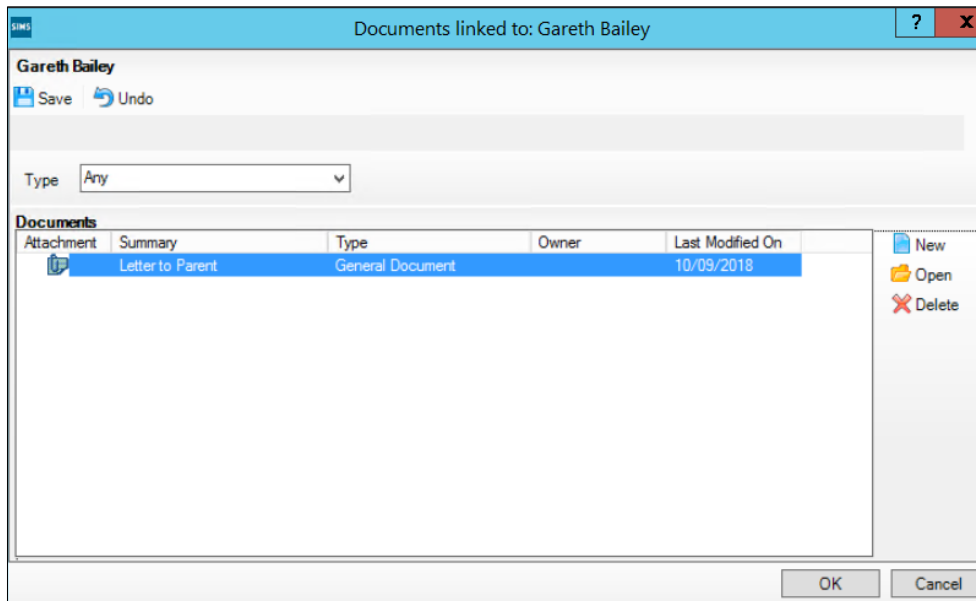 SIMS Documents linked to: Gareth Bailey ? X
Gareth Bailey
Save Undo
Type Any
Documents
Attachment Summary Type Owner Last Modified On
Letter to Parent General Document 10/09/2018
New
Open
Delete
OK Cancel